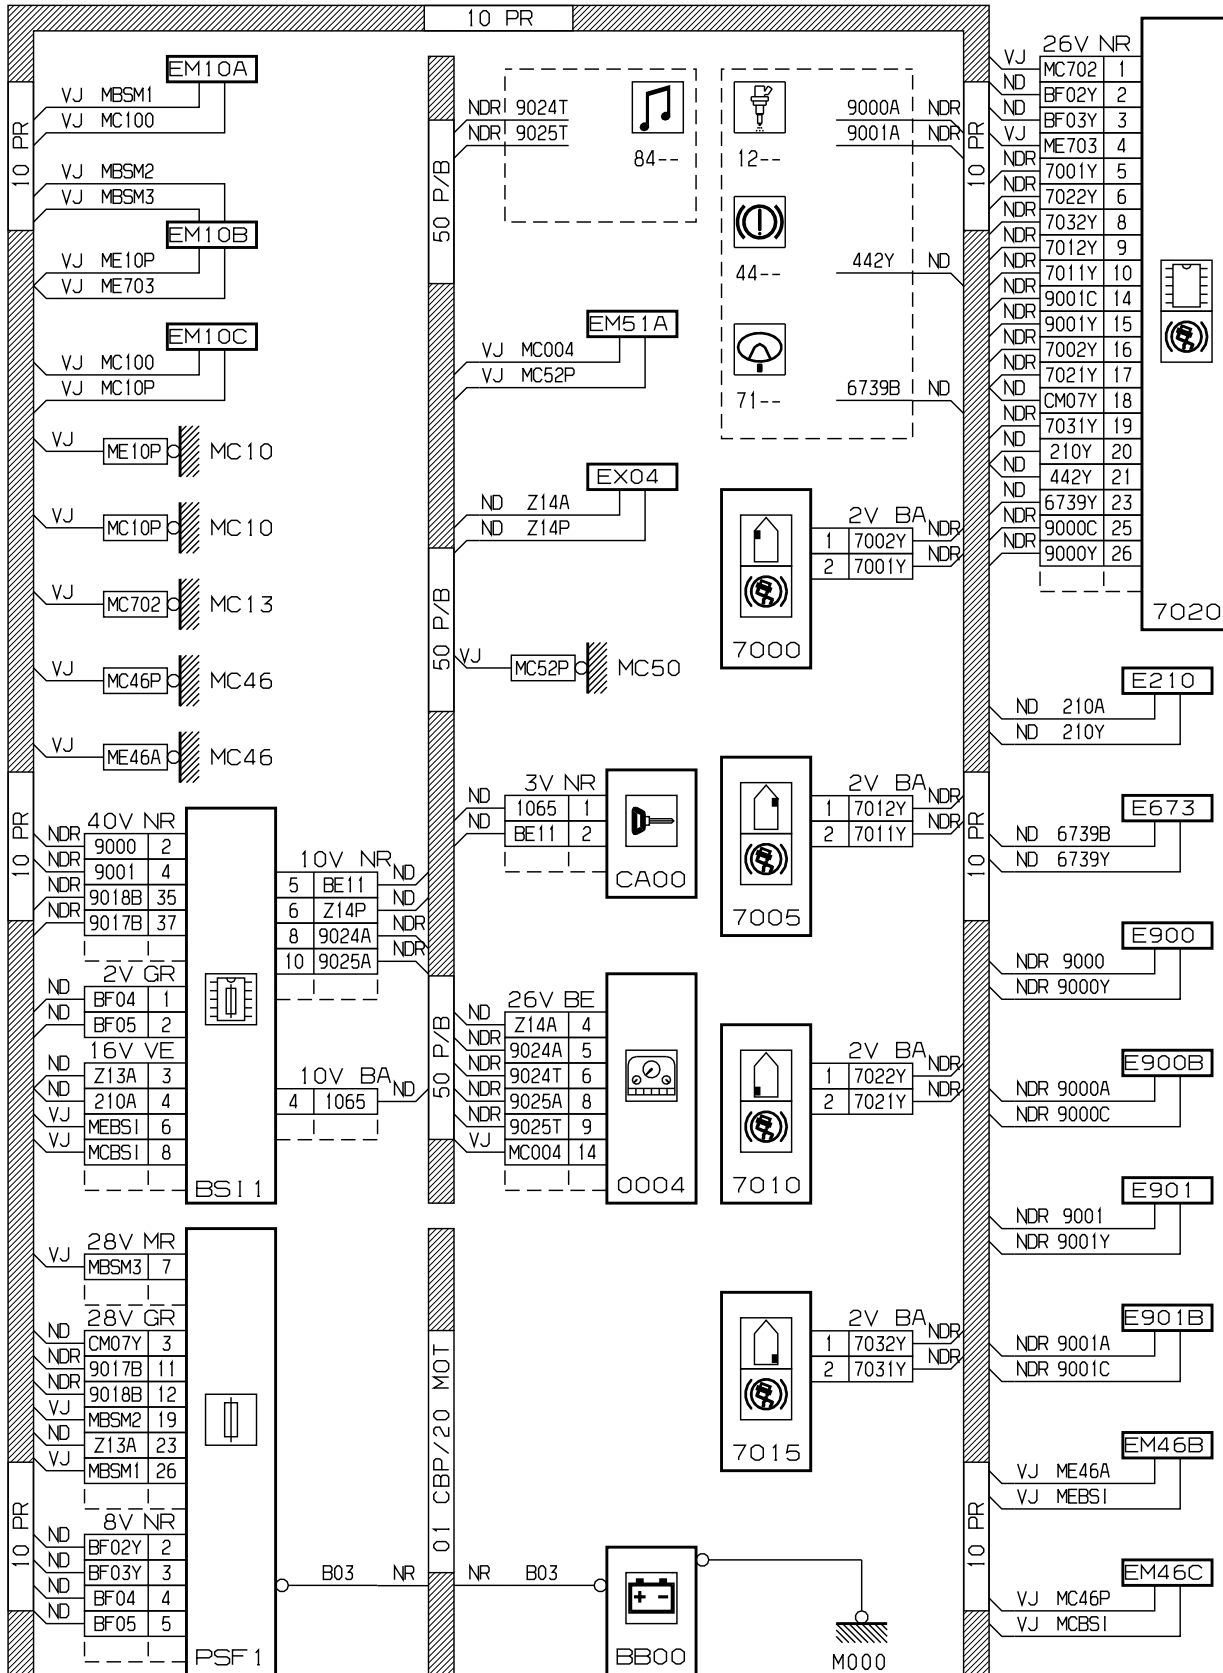 10 PR
EM10A
VJ MBSM1
VJ MC100
10 PR
VJ MBSM2
VJ MBSM3
EM10B
VJ ME10P
VJ ME703
EM10C
VJ MC100
VJ MC10P
VJ ME10P MC10
VJ MC10P MC10
VJ MC702 MC13
VJ MC46P MC46
VJ ME46A MC46
10 PR
40V NR
NDR 9000 2
NDR 9001 4
NDR 9018B 35
NDR 9017B 37
2V GR
ND BF04 1
ND BF05 2
16V VE
ND Z13A 3
ND 210A 4
VJ MEBSI 6
VJ MCBSI 8
10V NR
5 BE11 ND
6 Z14P ND
8 9024A NDR
10 9025A NDR
10V BA
4 1065 ND
BSI1
28V MR
VJ MBSM3 7
28V GR
ND CM07Y 3
NDR 9017B 11
NDR 9018B 12
VJ MBSM2 19
ND Z13A 23
VJ MBSM1 26
10 PR
8V NR
ND BF02Y 2
ND BF03Y 3
ND BF04 4
ND BF05 5
PSF1
B03 NR
01 CBP/20 MOT
NR B03
BB00
M000
50 P/B
NDR 9024T
NDR 9025T
84--
EM51A
VJ MC004
VJ MC52P
EX04
ND Z14A
ND Z14P
50 P/B
VJ MC52P MC50
3V NR
ND 1065 1
ND BE11 2
CA00
50 P/B
26V BE
ND Z14A 4
NDR 9024A 5
NDR 9024T 6
NDR 9025A 8
NDR 9025T 9
VJ MC004 14
0004
12--
9000A NDR
9001A NDR
44--
442Y ND
71--
6739B ND
10 PR
2V BA
1 7002Y NDR
2 7001Y NDR
7000
2V BA
1 7012Y NDR
2 7011Y NDR
7005
10 PR
2V BA
1 7022Y NDR
2 7021Y NDR
7010
2V BA
1 7032Y NDR
2 7031Y NDR
7015
10 PR
26V NR
VJ MC702 1
ND BF02Y 2
ND BF03Y 3
VJ ME703 4
NDR 7001Y 5
NDR 7022Y 6
NDR 7032Y 8
NDR 7012Y 9
NDR 7011Y 10
NDR 9001C 14
NDR 9001Y 15
NDR 7002Y 16
NDR 7021Y 17
ND CM07Y 18
NDR 7031Y 19
ND 210Y 20
ND 442Y 21
ND 6739Y 23
NDR 9000C 25
NDR 9000Y 26
7020
E210
ND 210A
ND 210Y
E673
ND 6739B
ND 6739Y
E900
NDR 9000
NDR 9000Y
E900B
NDR 9000A
NDR 9000C
E901
NDR 9001
NDR 9001Y
E901B
NDR 9001A
NDR 9001C
EM46B
VJ ME46A
VJ MEBSI
EM46C
VJ MC46P
VJ MCBSI